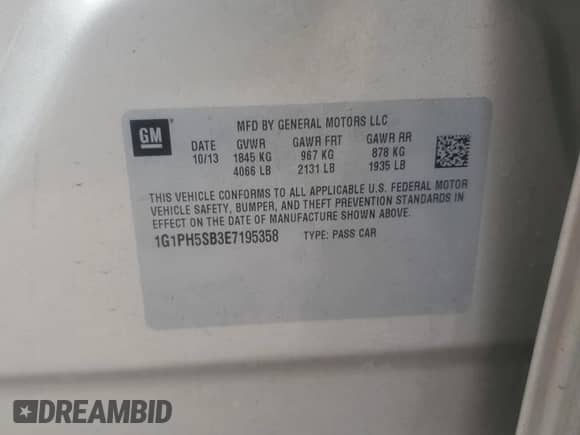 GM ®
MFD BY GENERAL MOTORS LLC
DATE GVWR GAWR FRT GAWR RR
10/13 1845 KG 967 KG 878 KG
4066 LB 2131 LB 1935 LB
THIS VEHICLE CONFORMS TO ALL APPLICABLE U.S. FEDERAL MOTOR
VEHICLE SAFETY, BUMPER, AND THEFT PREVENTION STANDARDS IN
EFFECT ON THE DATE OF MANUFACTURE SHOWN ABOVE.
1G1PH5SB3E7195358 TYPE: PASS CAR
DREAMBID